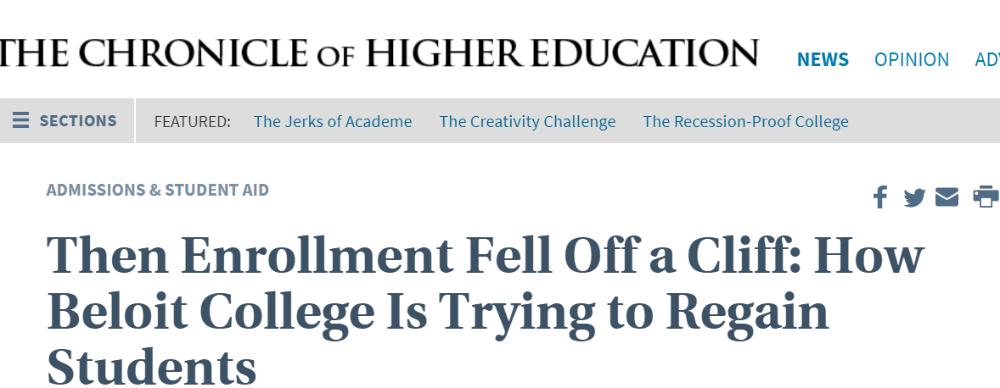 THE CHRONICLE OF HIGHER EDUCATION
NEWS OPINION
SECTIONS FEATURED: The Jerks of Academe The Creativity Challenge The Recession-Proof College
ADMISSIONS & STUDENT AID
Then Enrollment Fell Off a Cliff: How
Beloit College Is Trying to Regain
Students